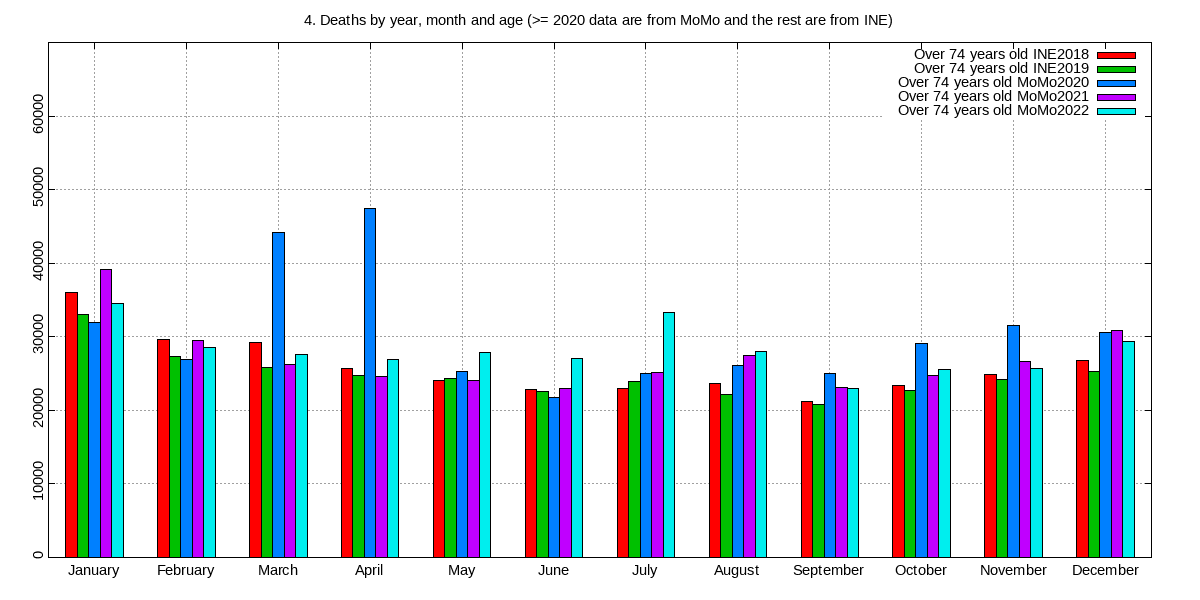 4. Deaths by year, month and age (>= 2020 data are from MoMo and the rest are from INE)
Over 74 years old INE2018
Over 74 years old INE2019
Over 74 years old MoMo2020
Over 74 years old MoMo2021
Over 74 years old MoMo2022
60000
50000
40000
30000
20000
10000
0
January February March April May June July August September October November December